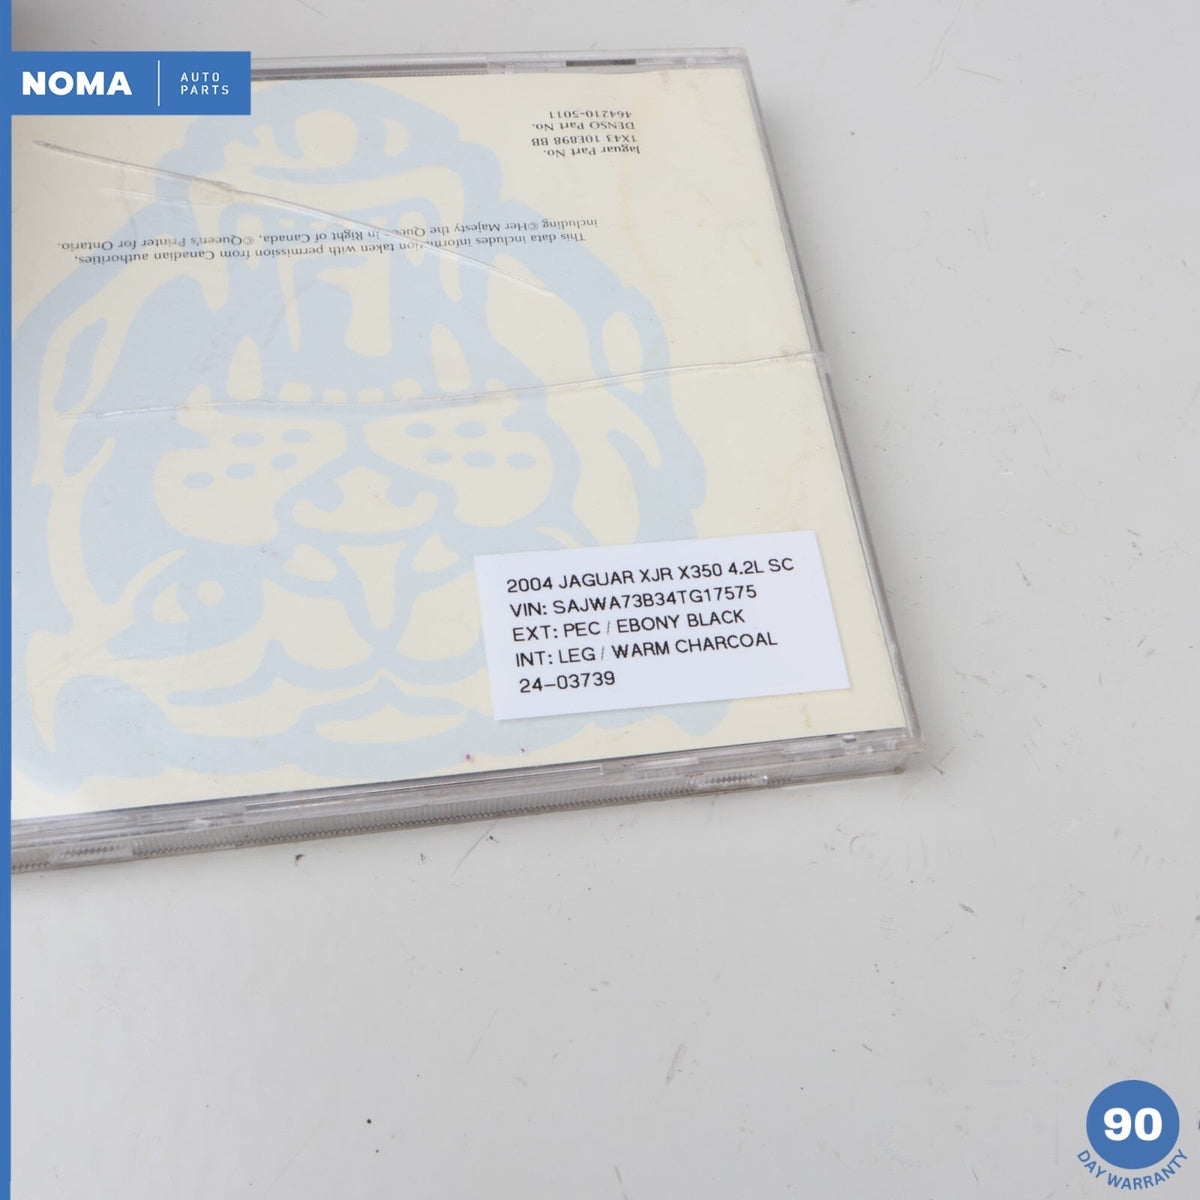 NOMA
AUTO
PARTS
Jaguar Part No.
1X43 10E898 BB
DENSO Part No.
464210-5011
This data includes information taken with permission from Canadian authorities,
including ©Her Majesty the Queen in Right of Canada, ©Queen's Printer for Ontario.
2004 JAGUAR XJR X350 4.2L SC
VIN: SAJWA73B34TG17575
EXT: PEC / EBONY BLACK
INT: LEG / WARM CHARCOAL
24-03739
90
DAY WARRANTY